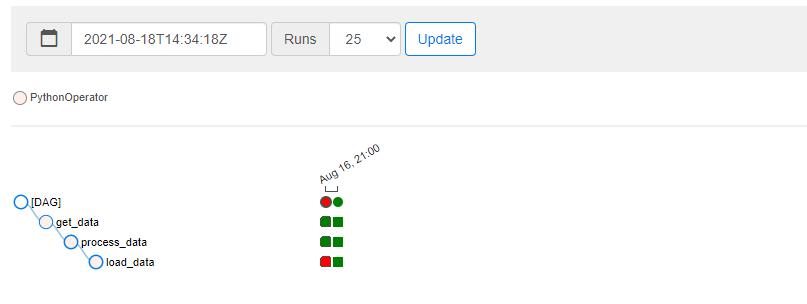 2021-08-18T14:34:18Z Runs 25 Update
PythonOperator
Aug 16, 21:00
[DAG]
get_data
process_data
load_data